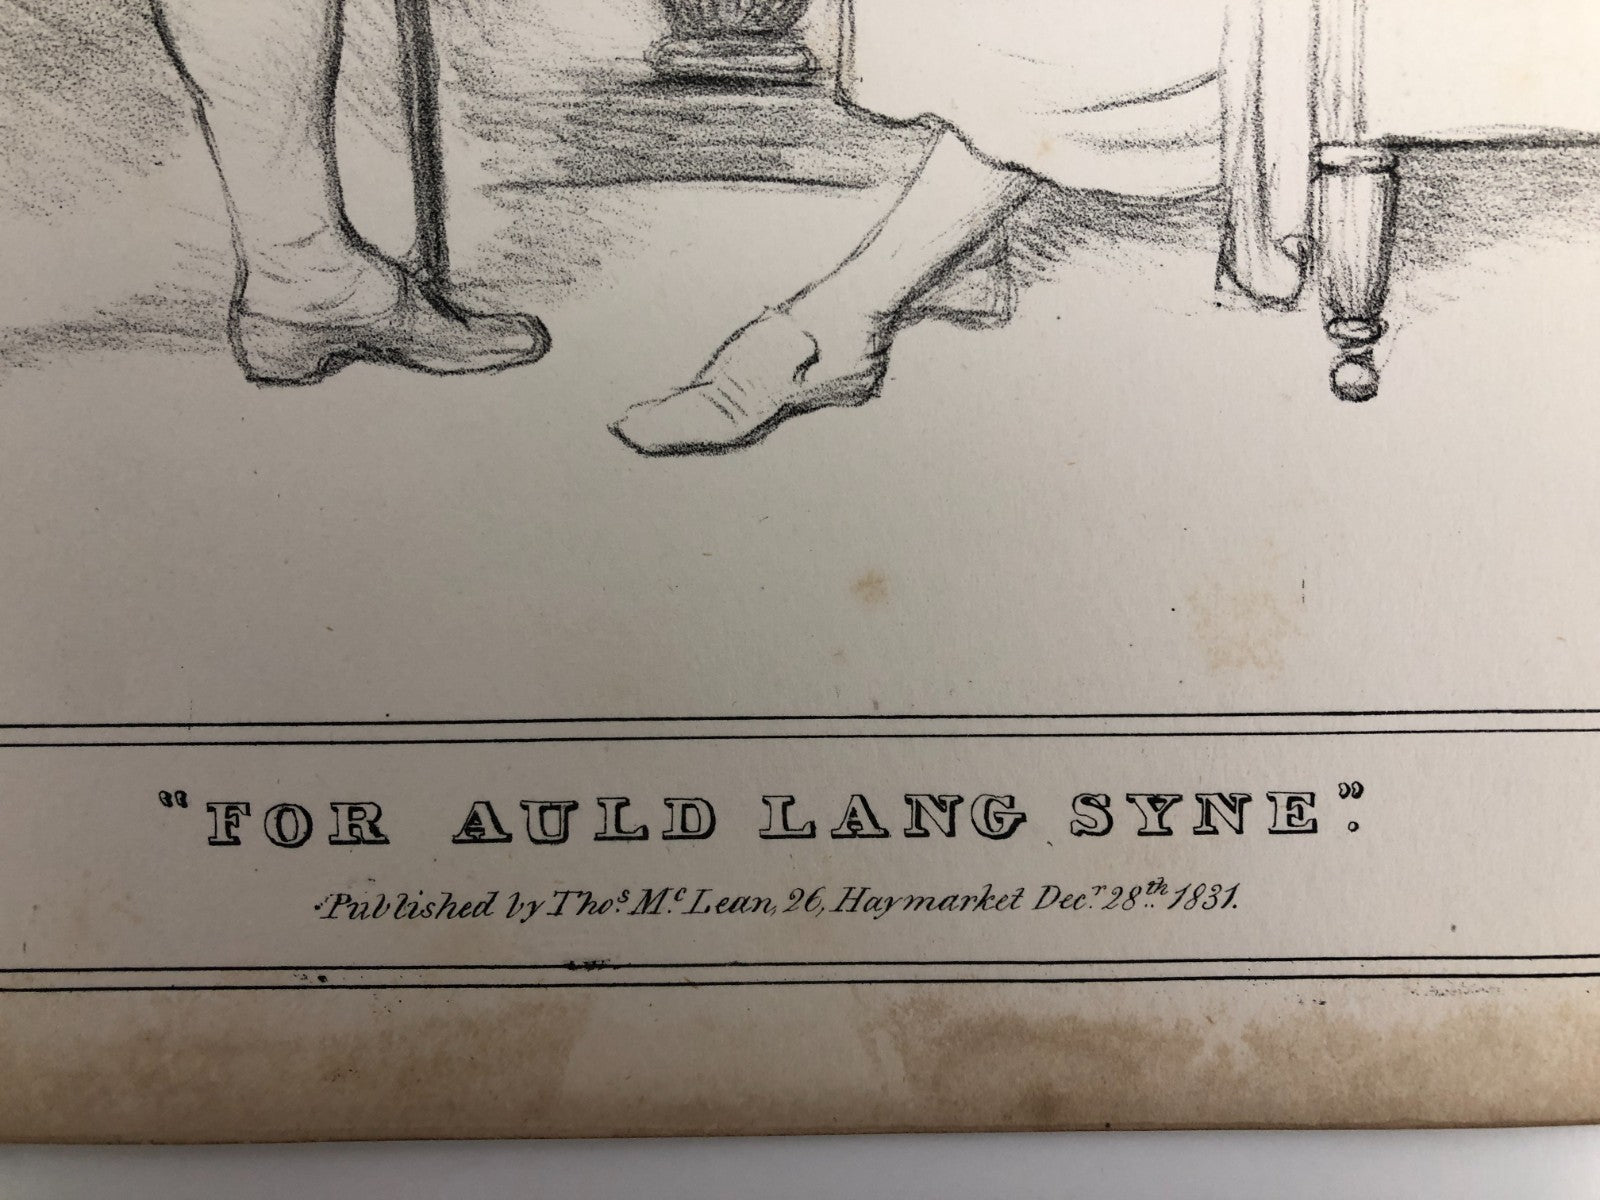 "FOR AULD LANG SYNE".
Published by Thos. Mc. Lean, 26, Haymarket Decr. 28th. 1831.